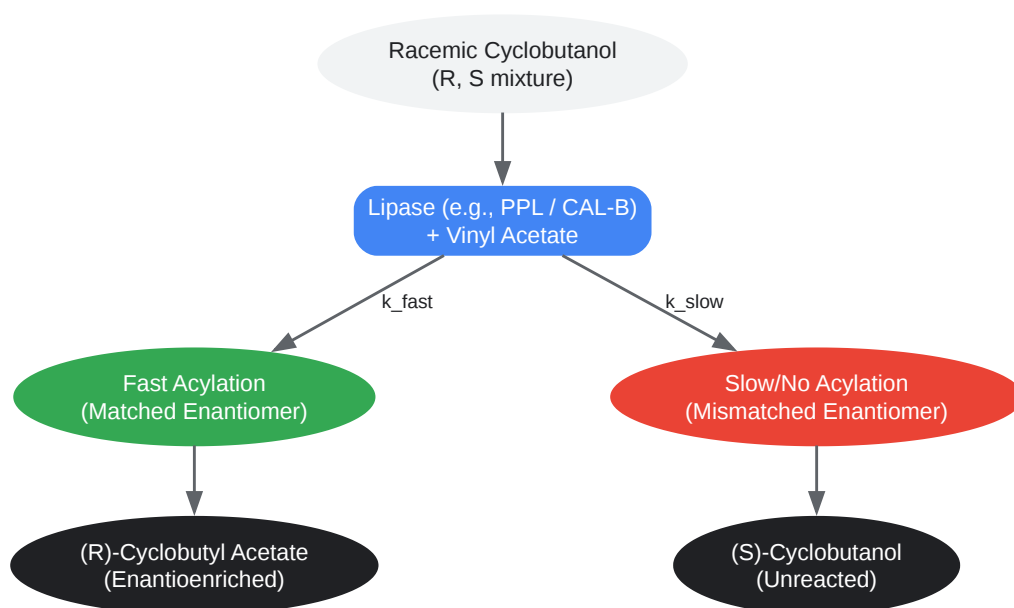 Racemic Cyclobutanol
(R, S mixture)
Lipase (e.g., PPL / CAL-B)
+ Vinyl Acetate
k_fast
k_slow
Fast Acylation
(Matched Enantiomer)
Slow/No Acylation
(Mismatched Enantiomer)
(R)-Cyclobutyl Acetate
(Enantioenriched)
(S)-Cyclobutanol
(Unreacted)